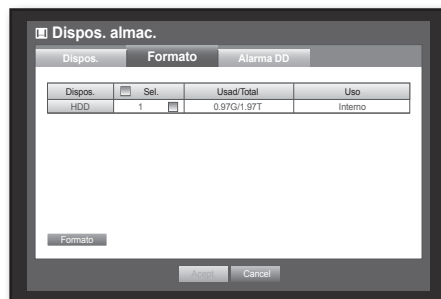 Dispos. almac.
Dispos. Formato Alarma DD
Dispos. Sel. Usad/Total Uso
HDD 1 0.97G/1.97T Interno
Formato
Acept. Cancel